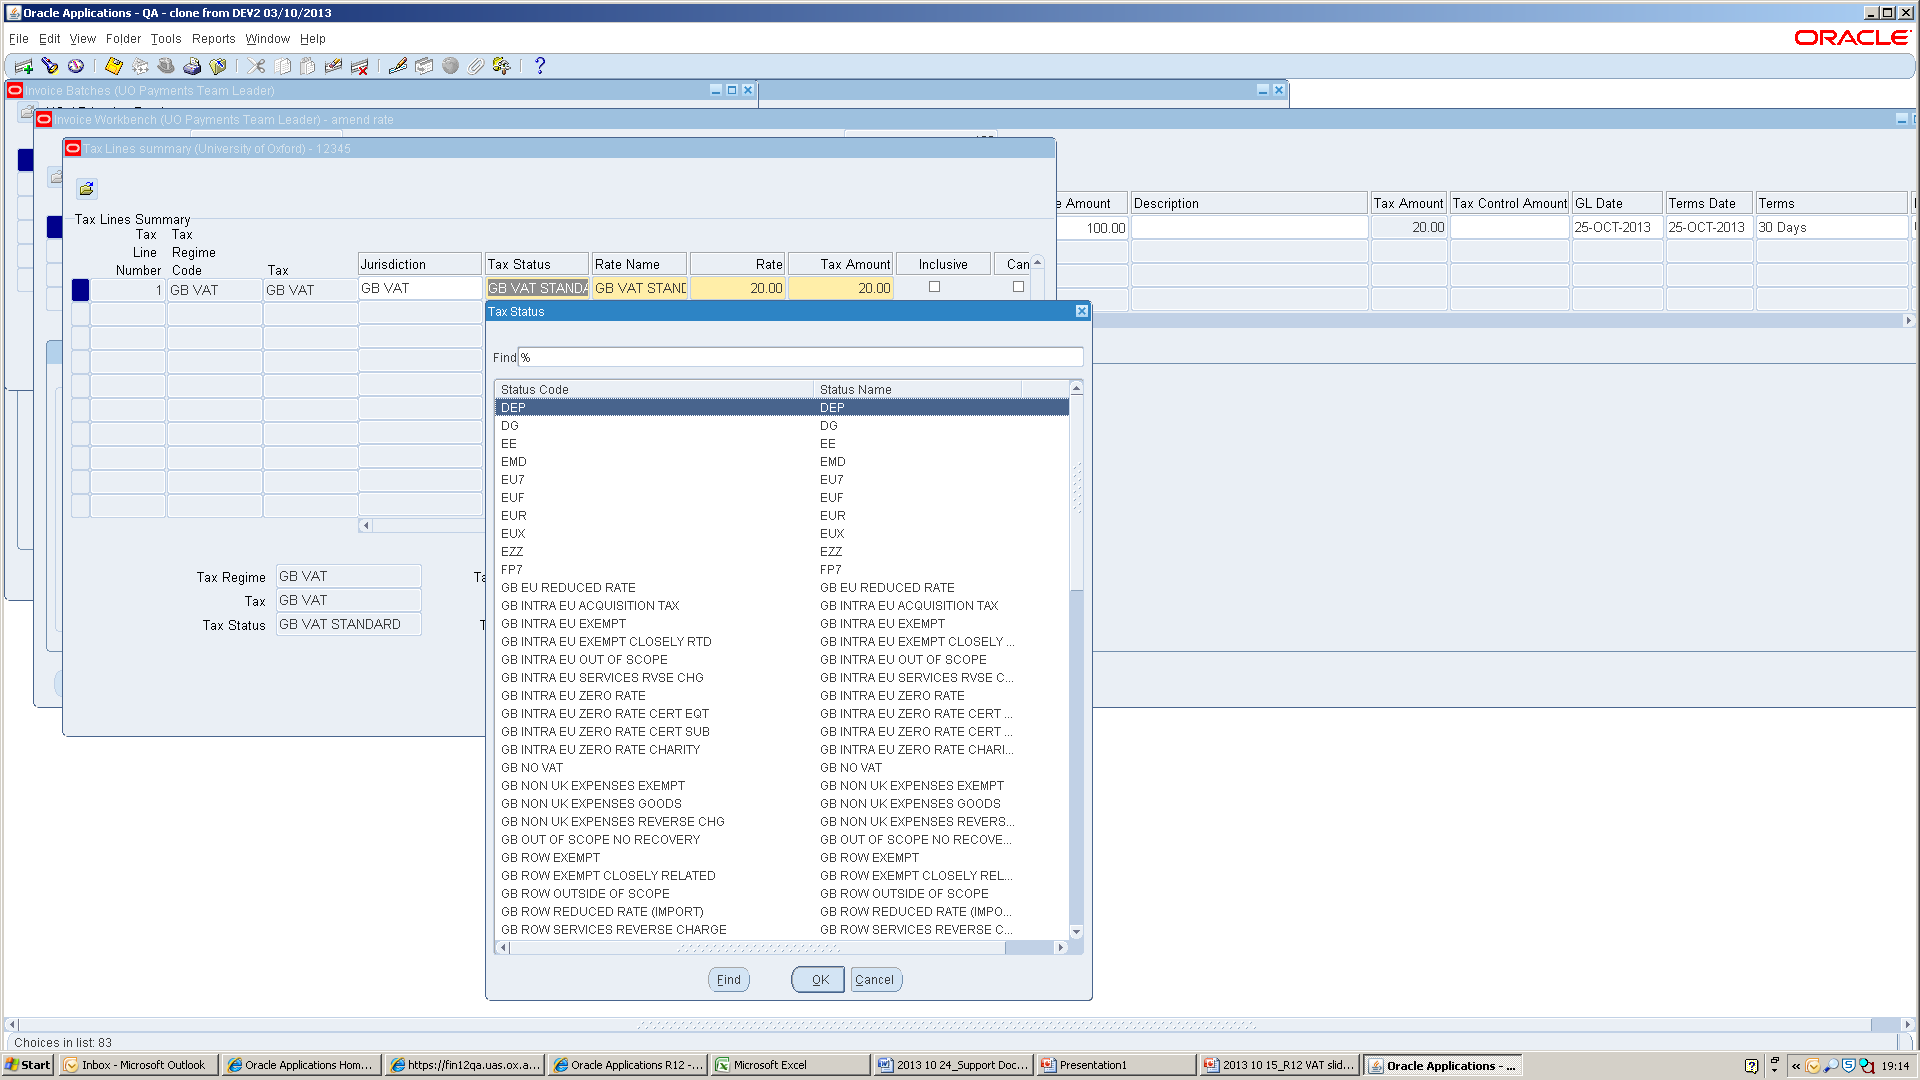 Oracle Applications - QA - clone from DEV2 03/10/2013
File Edit View Folder Tools Reports Window Help
ORACLE
Invoice Batches (UO Payments Team Leader)
Invoice Workbench (UO Payments Team Leader) - amend rate
Tax Lines summary (University of Oxford) - 12345
e Amount Description Tax Amount Tax Control Amount GL Date Terms Date Terms
100.00 20.00 25-OCT-2013 25-OCT-2013 30 Days
Tax Lines Summary
Tax Tax
Line Regime
Number Code Tax Jurisdiction Tax Status Rate Name Rate Tax Amount Inclusive Can
1 GB VAT GB VAT GB VAT GB VAT STANDA GB VAT STAND 20.00 20.00
Tax Regime GB VAT
Tax GB VAT
Tax Status GB VAT STANDARD
Tax Status
Find %
Status Code Status Name
DEP DEP
DG DG
EE EE
EMD EMD
EU7 EU7
EUF EUF
EUR EUR
EUX EUX
EZZ EZZ
FP7 FP7
GB EU REDUCED RATE GB EU REDUCED RATE
GB INTRA EU ACQUISITION TAX GB INTRA EU ACQUISITION TAX
GB INTRA EU EXEMPT GB INTRA EU EXEMPT
GB INTRA EU EXEMPT CLOSELY RTD GB INTRA EU EXEMPT CLOSELY ...
GB INTRA EU OUT OF SCOPE GB INTRA EU OUT OF SCOPE
GB INTRA EU SERVICES RVSE CHG GB INTRA EU SERVICES RVSE C...
GB INTRA EU ZERO RATE GB INTRA EU ZERO RATE
GB INTRA EU ZERO RATE CERT EQT GB INTRA EU ZERO RATE CERT ...
GB INTRA EU ZERO RATE CERT SUB GB INTRA EU ZERO RATE CERT ...
GB INTRA EU ZERO RATE CHARITY GB INTRA EU ZERO RATE CHARI...
GB NO VAT GB NO VAT
GB NON UK EXPENSES EXEMPT GB NON UK EXPENSES EXEMPT
GB NON UK EXPENSES GOODS GB NON UK EXPENSES GOODS
GB NON UK EXPENSES REVERSE CHG GB NON UK EXPENSES REVERS...
GB OUT OF SCOPE NO RECOVERY GB OUT OF SCOPE NO RECOVE...
GB ROW EXEMPT GB ROW EXEMPT
GB ROW EXEMPT CLOSELY RELATED GB ROW EXEMPT CLOSELY REL...
GB ROW OUTSIDE OF SCOPE GB ROW OUTSIDE OF SCOPE
GB ROW REDUCED RATE (IMPORT) GB ROW REDUCED RATE (IMPO...
GB ROW SERVICES REVERSE CHARGE GB ROW SERVICES REVERSE C...
Find OK Cancel
Choices in list: 83
Start Inbox - Microsoft Outlook Oracle Applications Hom... https://fin12qa.uas.ox.a... Oracle Applications R12 -... Microsoft Excel 2013 10 24_Support Doc... Presentation1 2013 10 15_R12 VAT slid... Oracle Applications - ... 19:14